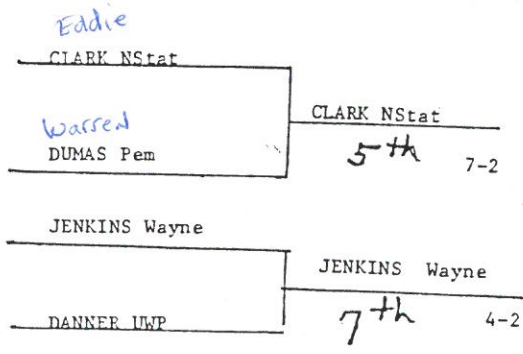 Eddie
CLARK NStat
CLARK NStat
Warren
5th
DUMAS Pem
7-2
JENKINS Wayne
JENKINS Wayne
7th
4-2
DANNER UWP